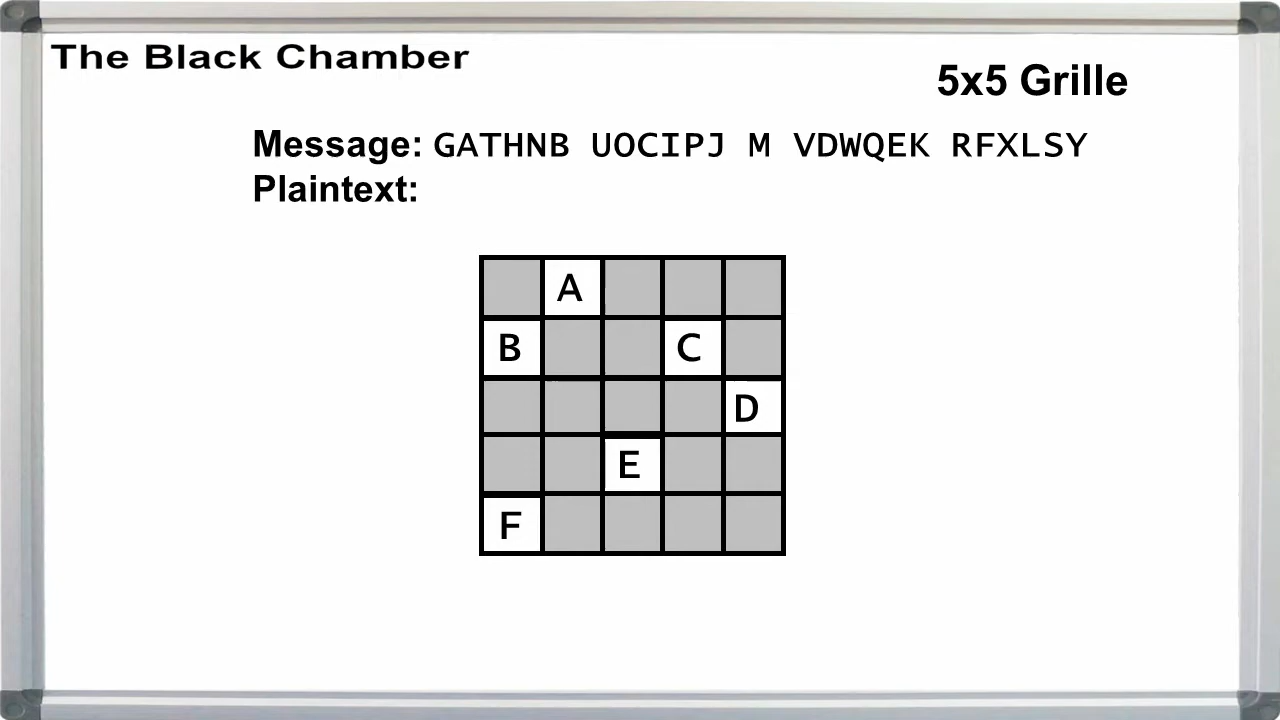 The Black Chamber
5x5 Grille
Message: GATHNB UOCIPJ M VDWQEK RFXLSY
Plaintext:
A
B C
D
E
F